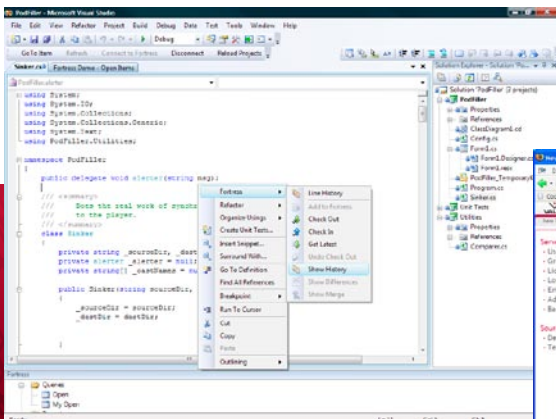 PodFiller - Microsoft Visual Studio
File Edit View Refactor Project Build Debug Data Test Tools Window Help
Debug
Go To Item Refresh Connect to Fortress Disconnect Reload Projects
Sinker.cs Fortress Demo - Open Items
PodFiller.alerter
using System;
using System.IO;
using System.Collections;
using System.Collections.Generic;
using System.Text;
using PodFiller.Utilities;
namespace PodFiller
{
public delegate void alerter(string msg);
/// <summary>
/// Does the real work of synchr
/// to the player.
/// </summary>
class Sinker
{
private string _sourceDir, _dest
private alerter _alerter = null;
private string[] _castNames = nu
public Sinker(string sourceDir,
{
_sourceDir = sourceDir;
_destDir = destDir;
Fortress
Refactor
Organize Usings
Create Unit Tests...
Insert Snippet...
Surround With...
Go To Definition
Find All References
Breakpoint
Run To Cursor
Cut
Copy
Paste
Outlining
Line History
Add to Fortress
Check Out
Check In
Get Latest
Undo Check Out
Show History
Show Differences
Show Merge
Solution Explorer - Solution 'Po...
Solution 'PodFiller' (3 projects)
PodFiller
Properties
References
ClassDiagram1.cd
Config.cs
Form1.cs
Form1.Designer.cs
Form1.resx
PodFiller_Temporary
Program.cs
Sinker.cs
Unit Tests
Utilities
Properties
References
Comparer.cs
Fortress
Queries
Open
My Open